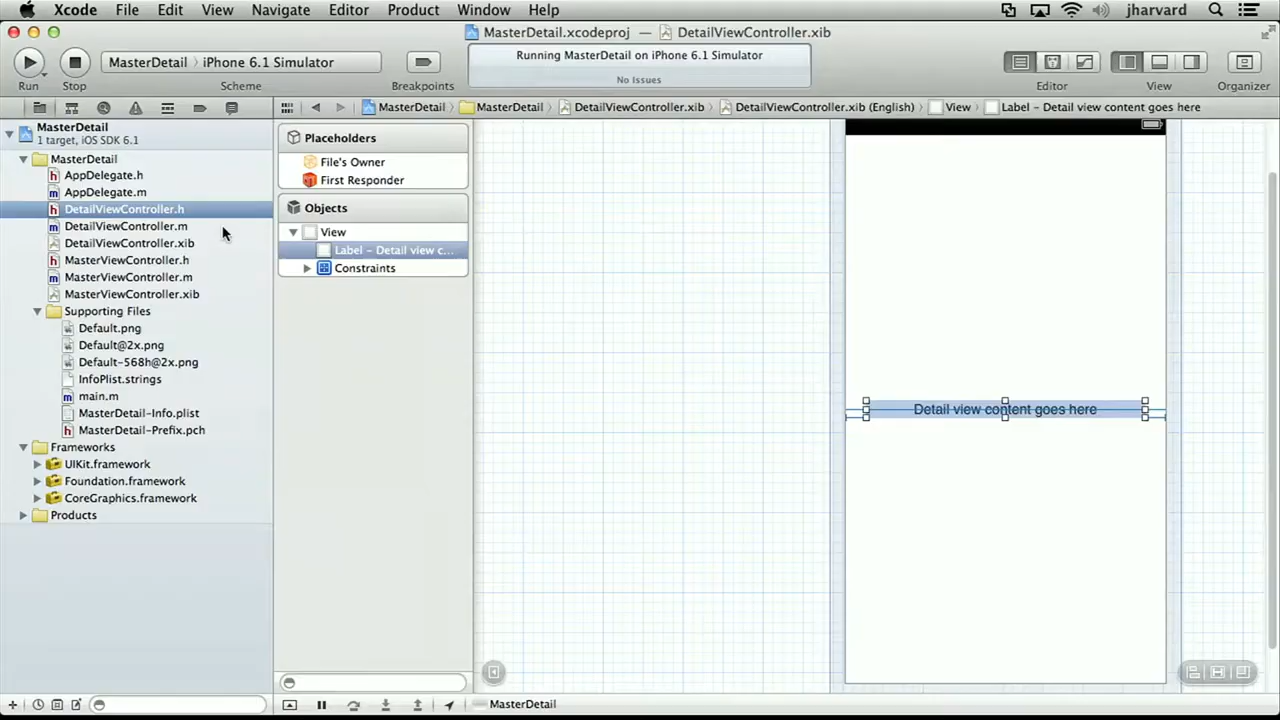 Xcode File Edit View Navigate Editor Product Window Help jharvard
MasterDetail.xcodeproj — DetailViewController.xib
MasterDetail › iPhone 6.1 Simulator
Running MasterDetail on iPhone 6.1 Simulator
No Issues
Run Stop Scheme Breakpoints Editor View Organizer
MasterDetail › MasterDetail › DetailViewController.xib › DetailViewController.xib (English) › View › Label – Detail view content goes here
MasterDetail
1 target, iOS SDK 6.1
MasterDetail
AppDelegate.h
AppDelegate.m
DetailViewController.h
DetailViewController.m
DetailViewController.xib
MasterViewController.h
MasterViewController.m
MasterViewController.xib
Supporting Files
Default.png
Default@2x.png
Default-568h@2x.png
InfoPlist.strings
main.m
MasterDetail-Info.plist
MasterDetail-Prefix.pch
Frameworks
UIKit.framework
Foundation.framework
CoreGraphics.framework
Products
Placeholders
File's Owner
First Responder
Objects
View
Label – Detail view c...
Constraints
Detail view content goes here
MasterDetail